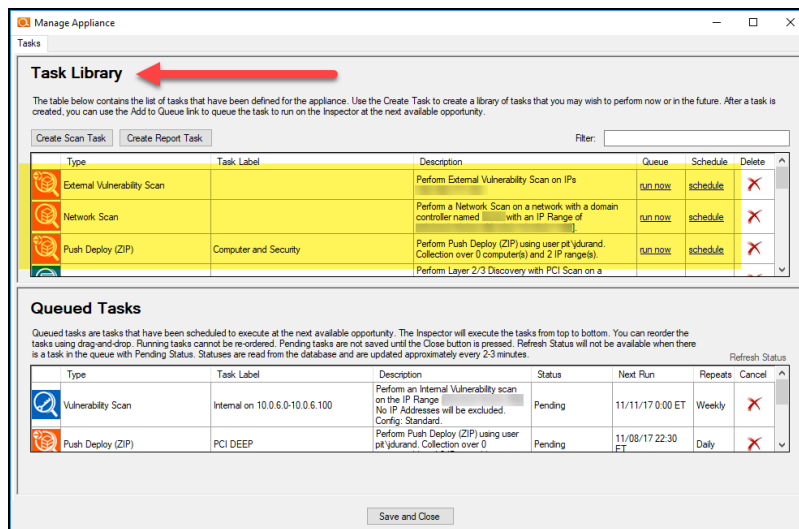 Manage Appliance
Tasks
Task Library
The table below contains the list of tasks that have been defined for the appliance. Use the Create Task to create a library of tasks that you may wish to perform now or in the future. After a task is
created, you can use the Add to Queue link to queue the task to run on the Inspector at the next available opportunity.
Create Scan Task Create Report Task Filter:
Type Task Label Description Queue Schedule Delete
External Vulnerability Scan Perform External Vulnerability Scan on IPs run now schedule
Network Scan Perform a Network Scan on a network with a domain
controller named with an IP Range of run now schedule
].
Push Deploy (ZIP) Computer and Security Perform Push Deploy (ZIP) using user pit\jdurand.
Collection over 0 computer(s) and 2 IP range(s). run now schedule
Perform Layer 2/3 Discovery with PCI Scan on a
Queued Tasks
Queued tasks are tasks that have been scheduled to execute at the next available opportunity. The Inspector will execute the tasks from top to bottom. You can reorder the
tasks using drag-and-drop. Running tasks cannot be re-ordered. Pending tasks are not saved until the Close button is pressed. Refresh Status will not be available when there
is a task in the queue with Pending Status. Statuses are read from the database and are updated approximately every 2-3 minutes.
Refresh Status
Type Task Label Description Status Next Run Repeats Cancel
Vulnerability Scan Internal on 10.0.6.0-10.0.6.100 Perform an Internal Vulnerability scan
on the IP Range
No IP Addresses will be excluded.
Config: Standard. Pending 11/11/17 0:00 ET Weekly
Push Deploy (ZIP) PCI DEEP Perform Push Deploy (ZIP) using user
pit\jdurand. Collection over 0 Pending 11/08/17 22:30
ET Daily
Save and Close